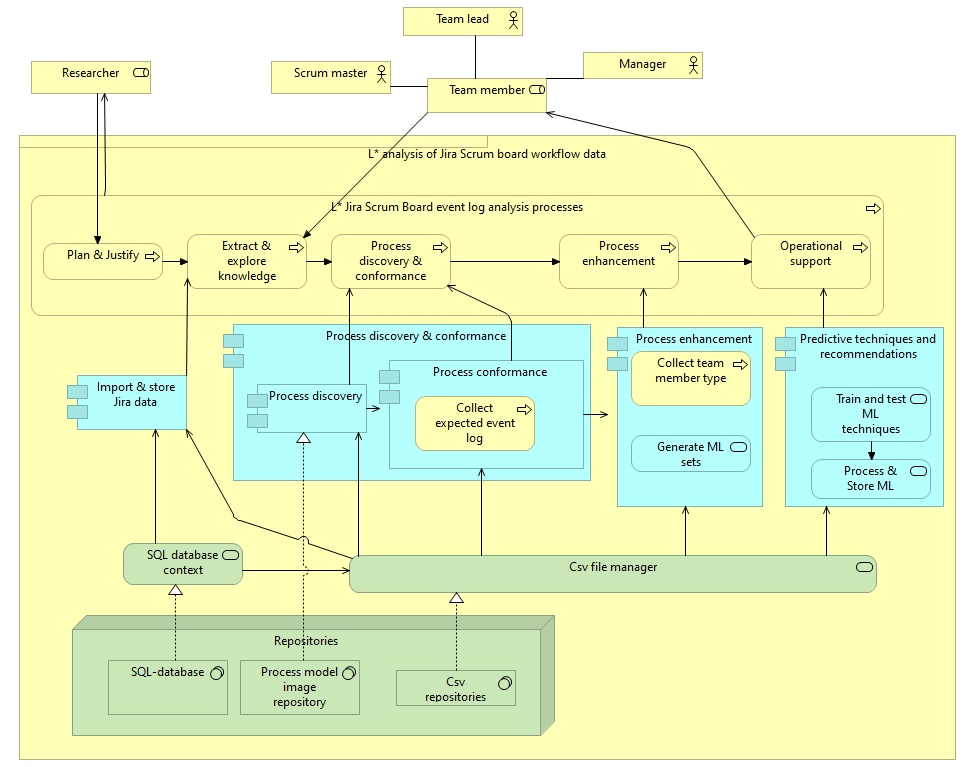 Team lead
Researcher
Scrum master
Manager
Team member
L* analysis of Jira Scrum board workflow data
L* Jira Scrum Board event log analysis processes
Plan & Justify
Extract &
explore
knowledge
Process
discovery &
conformance
Process
enhancement
Operational
support
Process discovery & conformance
Process enhancement
Predictive techniques and
recommendations
Import & store
Jira data
Process discovery
Process conformance
Collect
expected event
log
Collect team
member type
Generate ML
sets
Train and test
ML
techniques
Process &
Store ML
SQL database
context
Csv file manager
Repositories
SQL-database
Process model
image
repository
Csv
repositories